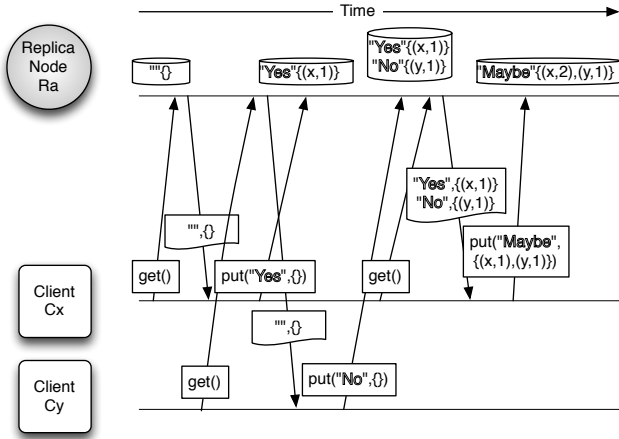 Time
Replica
Node
Ra
""{}
"Yes"{(x,1)}
"Yes"{(x,1)}
"No"{(y,1)}
"Maybe"{(x,2),(y,1)}
"Yes",{(x,1)}
"No",{(y,1)}
"",{}
put("Maybe",
{(x,1),(y,1)})
Client
Cx
get()
put("Yes",{})
get()
"",{}
Client
Cy
get()
put("No",{})